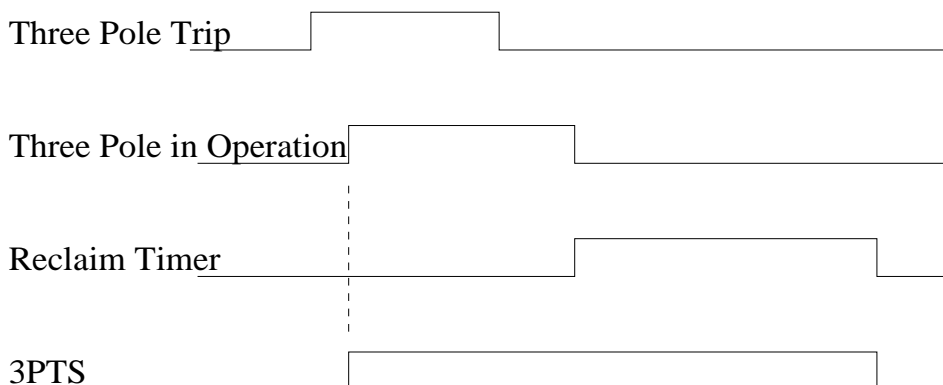 Three Pole Trip
Three Pole in Operation
Reclaim Timer
3PTS